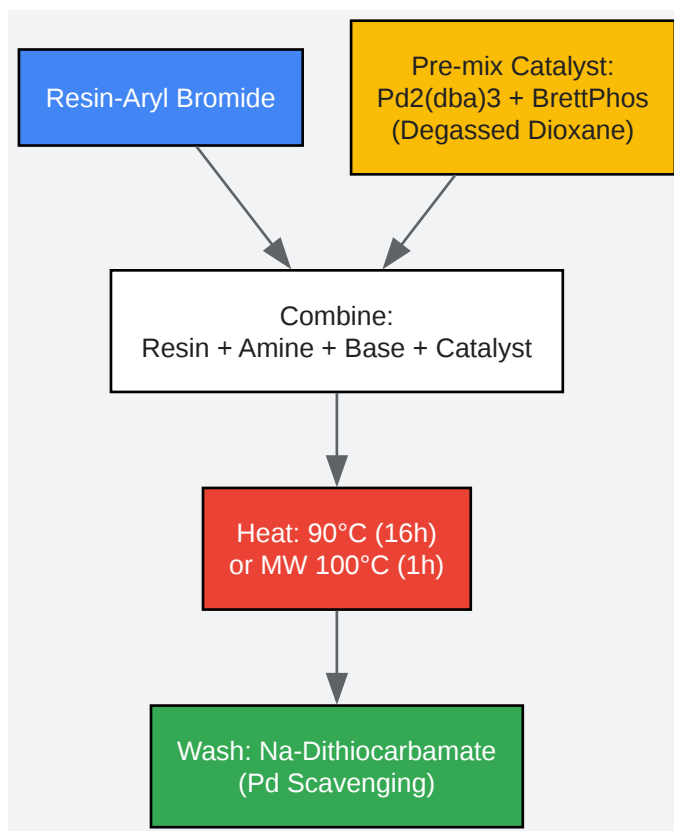 Resin-Aryl Bromide
Pre-mix Catalyst:
Pd2(dba)3 + BrettPhos
(Degassed Dioxane)
Combine:
Resin + Amine + Base + Catalyst
Heat: 90°C (16h)
or MW 100°C (1h)
Wash: Na-Dithiocarbamate
(Pd Scavenging)